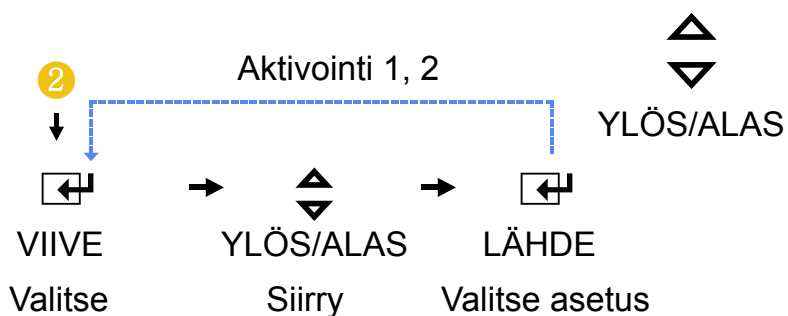 2
Aktivointi 1, 2
YLÖS/ALAS
VIIVE
YLÖS/ALAS
LÄHDE
Valitse
Siirry
Valitse asetus